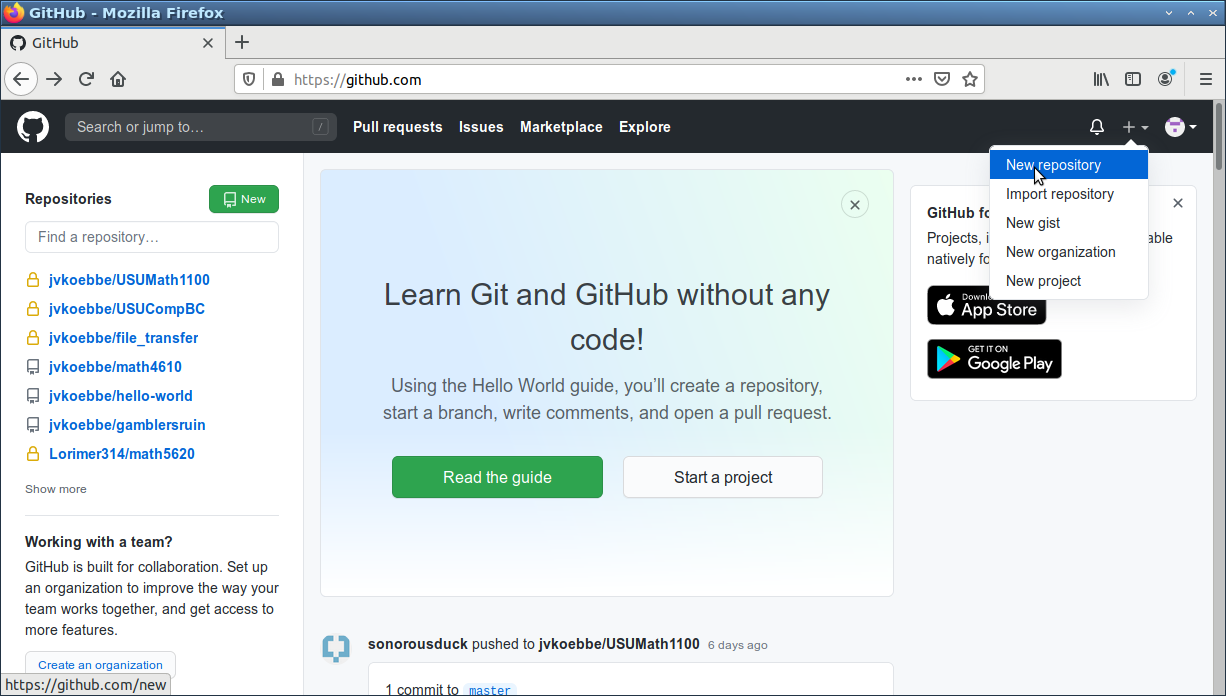 GitHub - Mozilla Firefox
GitHub
https://github.com
Search or jump to…
/
Pull requests
Issues
Marketplace
Explore
Repositories
New
Find a repository…
jvkoebbe/USUMath1100
jvkoebbe/USUCompBC
jvkoebbe/file_transfer
jvkoebbe/math4610
jvkoebbe/hello-world
jvkoebbe/gamblersruin
Lorimer314/math5620
Show more
Working with a team?
GitHub is built for collaboration. Set up
an organization to improve the way your
team works together, and get access to
more features.
Create an organization
https://github.com/new
Learn Git and GitHub without any
code!
Using the Hello World guide, you’ll create a repository,
start a branch, write comments, and open a pull request.
Read the guide
Start a project
sonorousduck pushed to jvkoebbe/USUMath1100 6 days ago
1 commit to master
New repository
Import repository
New gist
New organization
New project
GitHub fo
Projects, i
able
natively fo
Downlo
App Store
GET IT ON
Google Play